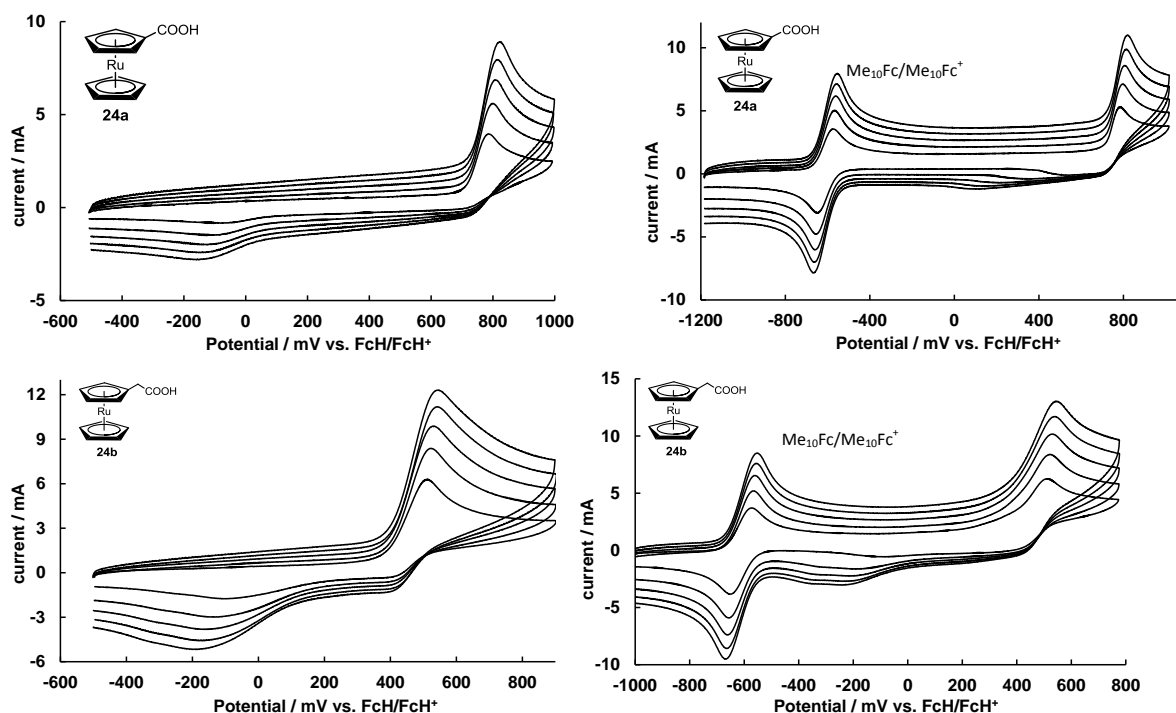 10
5
0
-5
current / mA
-600 -400 -200 0 200 400 600 800 1000
Potential / mV vs. FcH/FcH⁺
COOH
Ru
24a
10
5
0
-5
-10
current / mA
-1200 -800 -400 0 400 800
Potential / mV vs. FcH/FcH⁺
COOH
Ru
24a
Me₁₀Fc/Me₁₀Fc⁺
12
9
6
3
0
-3
-6
current / mA
-600 -400 -200 0 200 400 600 800
Potential / mV vs. FcH/FcH⁺
COOH
Ru
24b
15
10
5
0
-5
-10
current / mA
-1000 -800 -600 -400 -200 0 200 400 600 800
Potential / mV vs. FcH/FcH⁺
COOH
Ru
24b
Me₁₀Fc/Me₁₀Fc⁺